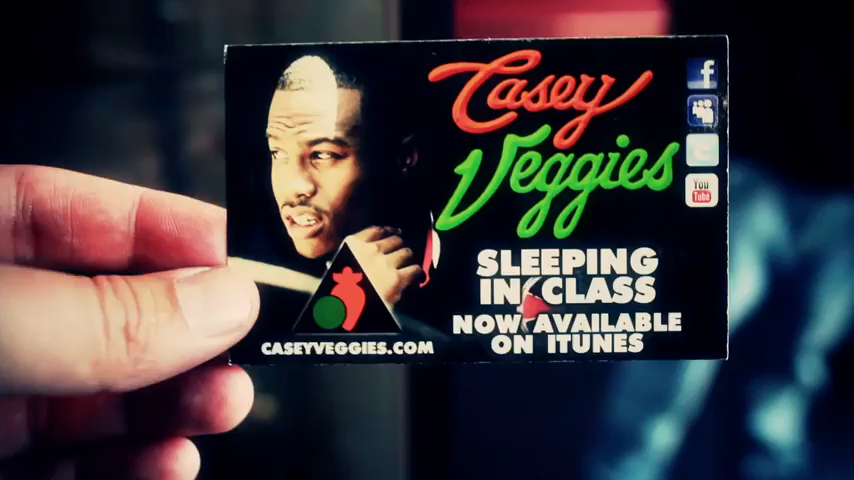 Casey
Veggies
You
Tube
SLEEPING
IN CLASS
NOW AVAILABLE
ON ITUNES
CASEYVEGGIES.COM